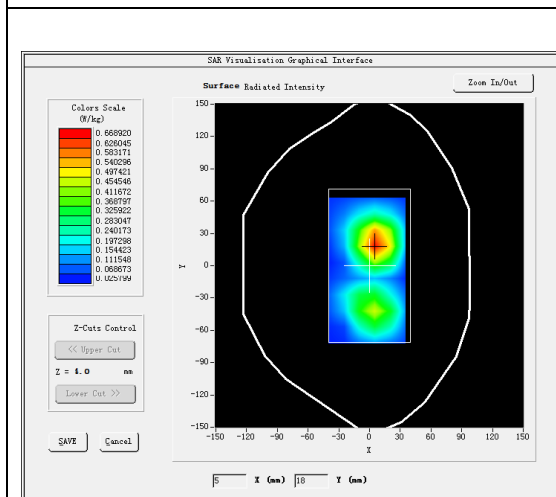 SAR Visualisation Graphical Interface
Surface Radiated Intensity
Zoom In/Out
Colors Scale
(W/kg)
0.668920
0.626045
0.583171
0.540296
0.497421
0.454546
0.411672
0.368797
0.325922
0.283047
0.240173
0.197298
0.154423
0.111548
0.068673
0.025799
150
120
90
60
30
0
-30
-60
-90
-120
-150
Y
-150 -120 -90 -60 -30 0 30 60 90 120 150
X
Z-Cuts Control
<< Upper Cut
Z = 4.0 mm
Lower Cut >>
SAVE Cancel
5 X (mm) 18 Y (mm)